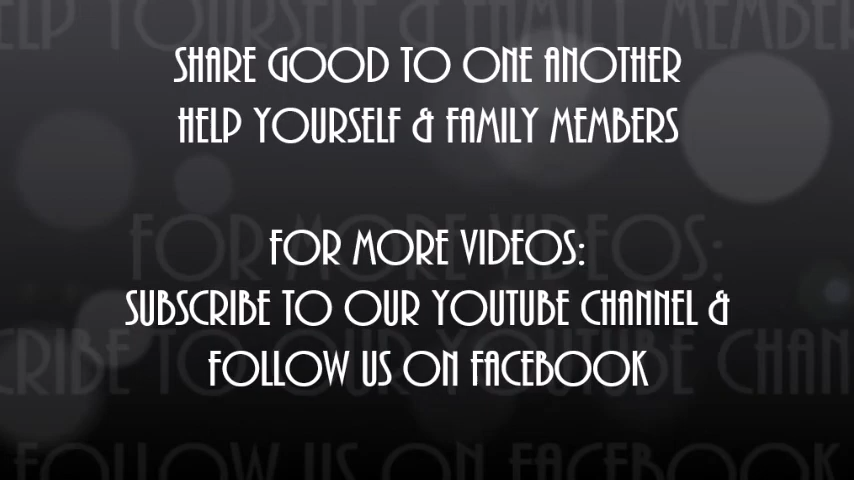 SHARE GOOD TO ONE ANOTHER
HELP YOURSELF & FAMILY MEMBERS
FOR MORE VIDEOS:
SUBSCRIBE TO OUR YOUTUBE CHANNEL &
FOLLOW US ON FACEBOOK